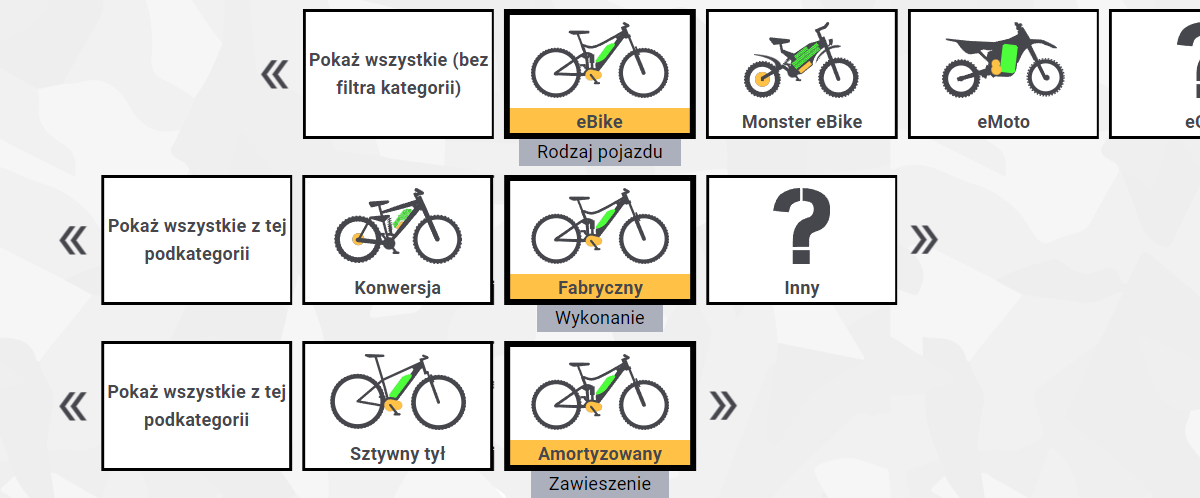 Pokaż wszystkie (bez
filtra kategorii)
eBike
Monster eBike
eMoto
Rodzaj pojazdu
Pokaż wszystkie z tej
podkategorii
Konwersja
Fabryczny
Inny
Wykonanie
Pokaż wszystkie z tej
podkategorii
Sztywny tył
Amortyzowany
Zawieszenie